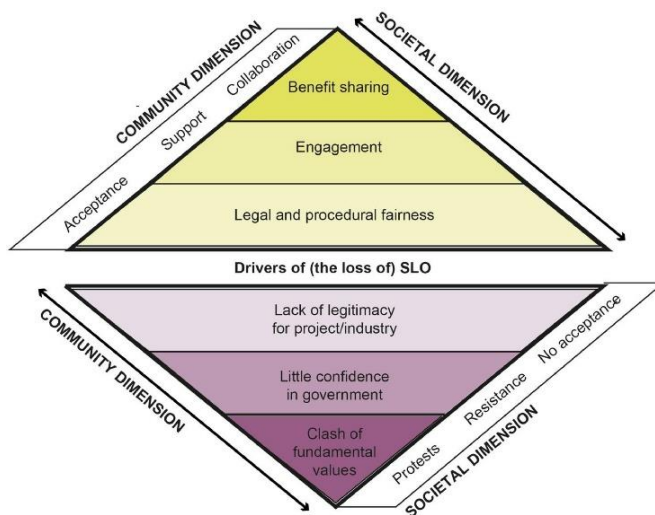 COMMUNITY DIMENSION
SOCIETAL DIMENSION
Acceptance
Support
Collaboration
Benefit sharing
Engagement
Legal and procedural fairness
Drivers of (the loss of) SLO
COMMUNITY DIMENSION
Lack of legitimacy
for project/industry
Little confidence
in government
Clash of
fundamental
values
No acceptance
Resistance
Protests
SOCIETAL DIMENSION